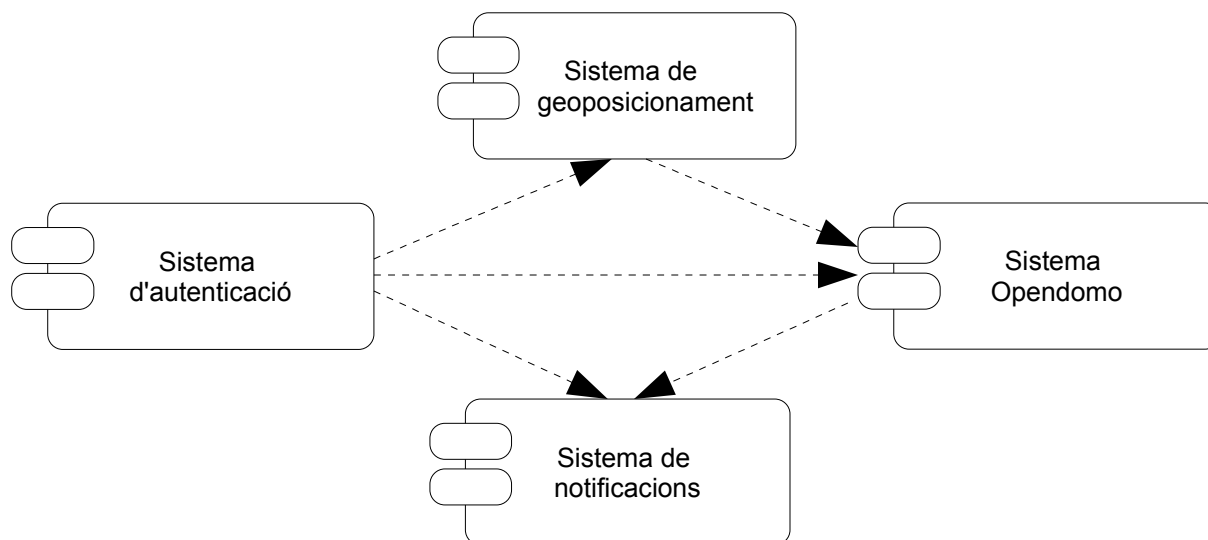 Sistema de
geoposicionament
Sistema
d'autenticació
Sistema
Opendomo
Sistema de
notificacions